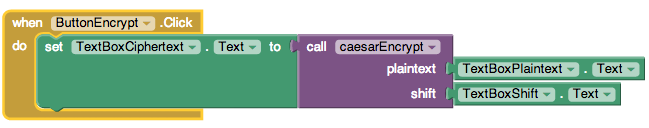 when ButtonEncrypt .Click
do set TextBoxCiphertext . Text to call caesarEncrypt
plaintext TextBoxPlaintext . Text
shift TextBoxShift . Text